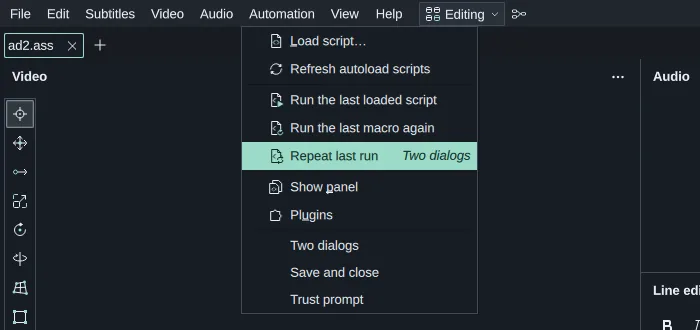 File Edit Subtitles Video Audio Automation View Help Editing
ad2.ass
Video
Audio
Load script...
Refresh autoload scripts
Run the last loaded script
Run the last macro again
Repeat last run Two dialogs
Show panel
Plugins
Two dialogs
Save and close
Trust prompt
Line edi
B